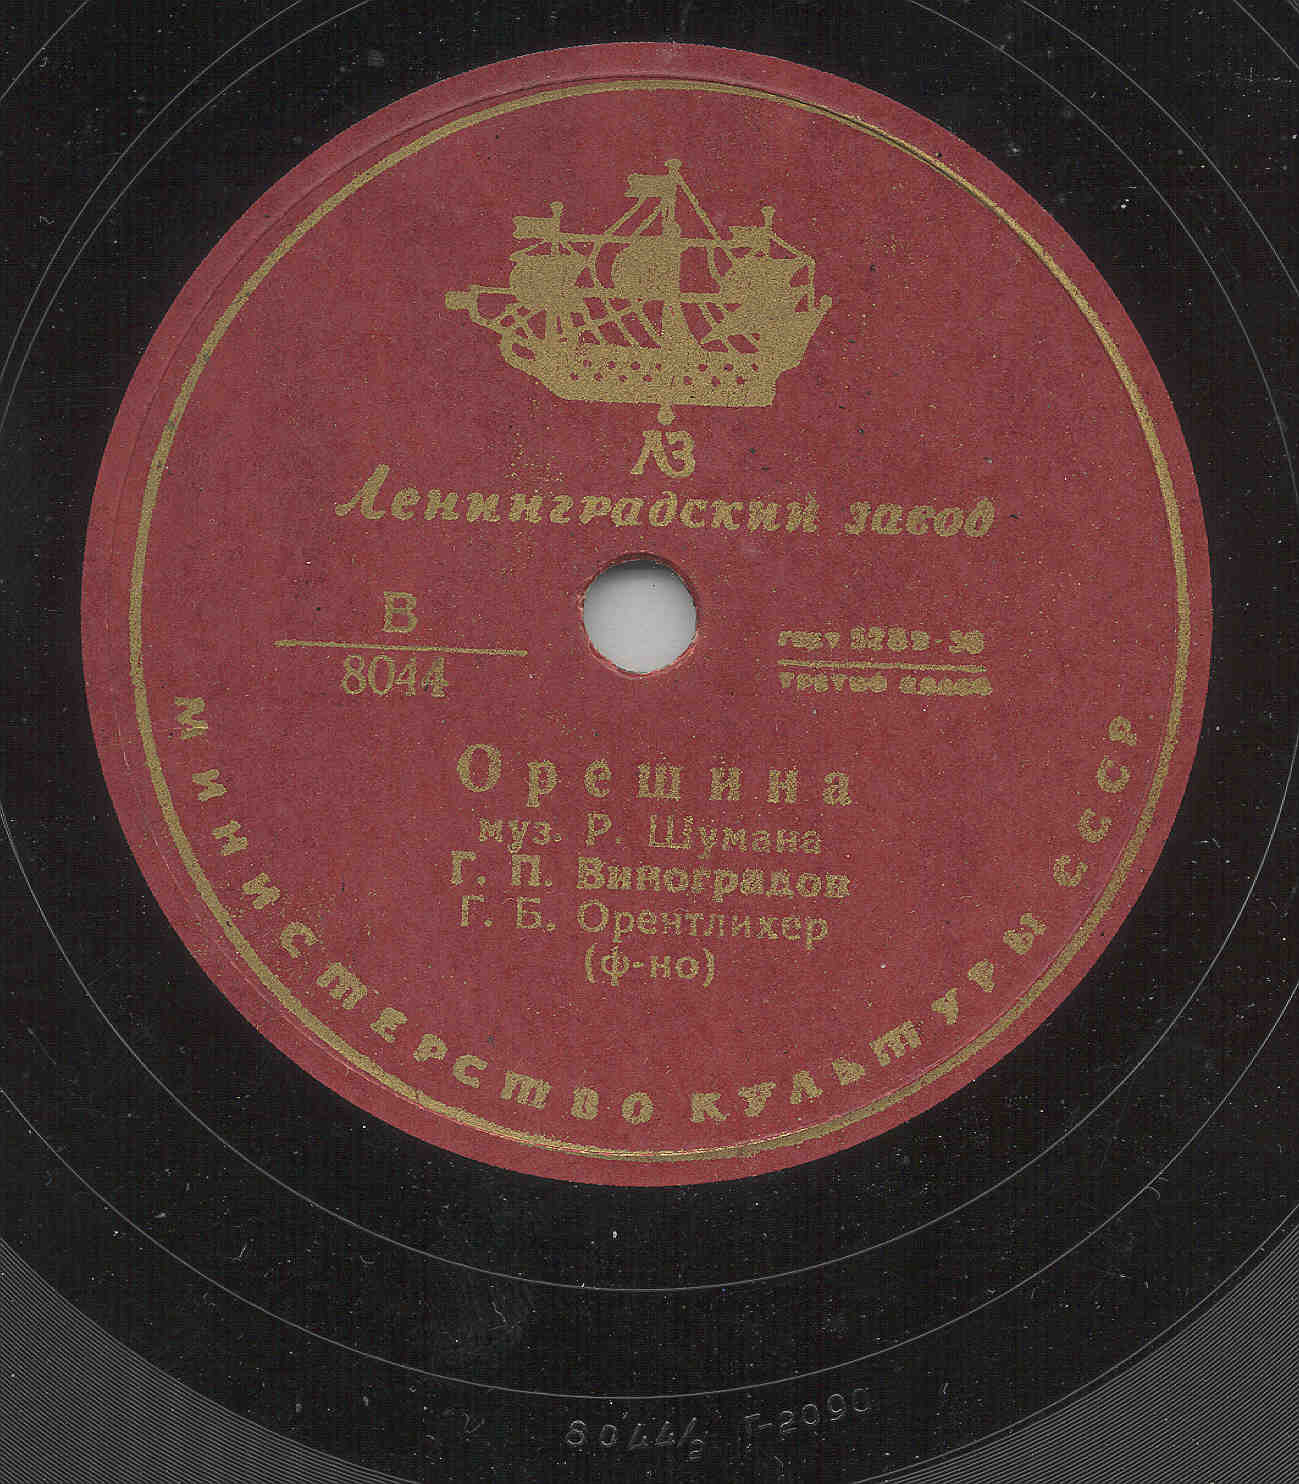 ЛЗ
Ленинградский завод
В
8044
Орешина
муз. Р. Шумана
Г. П. Виноградов
Г. Б. Орентлихер
(ф-но)
МИНИСТЕРСТВО КУЛЬТУРЫ СССР
8044/2 Г-2090